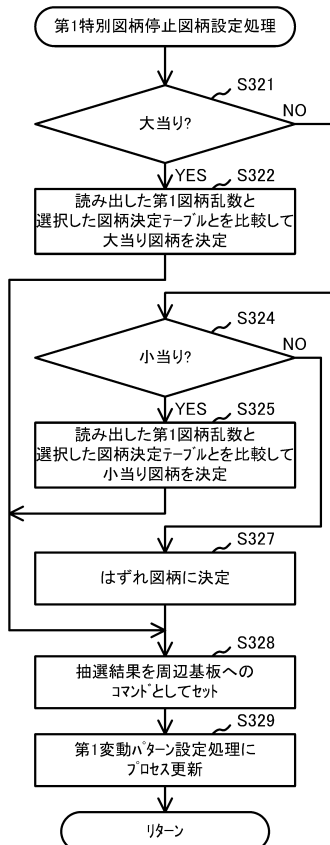 第1特別図柄停止図柄設定処理
S321
大当り?
NO
YES
S322
読み出した第1図柄乱数と
選択した図柄決定ﾃｰﾌﾞﾙとを比較して
大当り図柄を決定
S324
小当り?
NO
YES
S325
読み出した第1図柄乱数と
選択した図柄決定ﾃｰﾌﾞﾙとを比較して
小当り図柄を決定
S327
はずれ図柄に決定
S328
抽選結果を周辺基板への
ｺﾏﾝﾄﾞとしてセット
S329
第1変動ﾊﾟﾀｰﾝ設定処理に
ﾌﾟﾛｾｽ更新
ﾘﾀｰﾝ